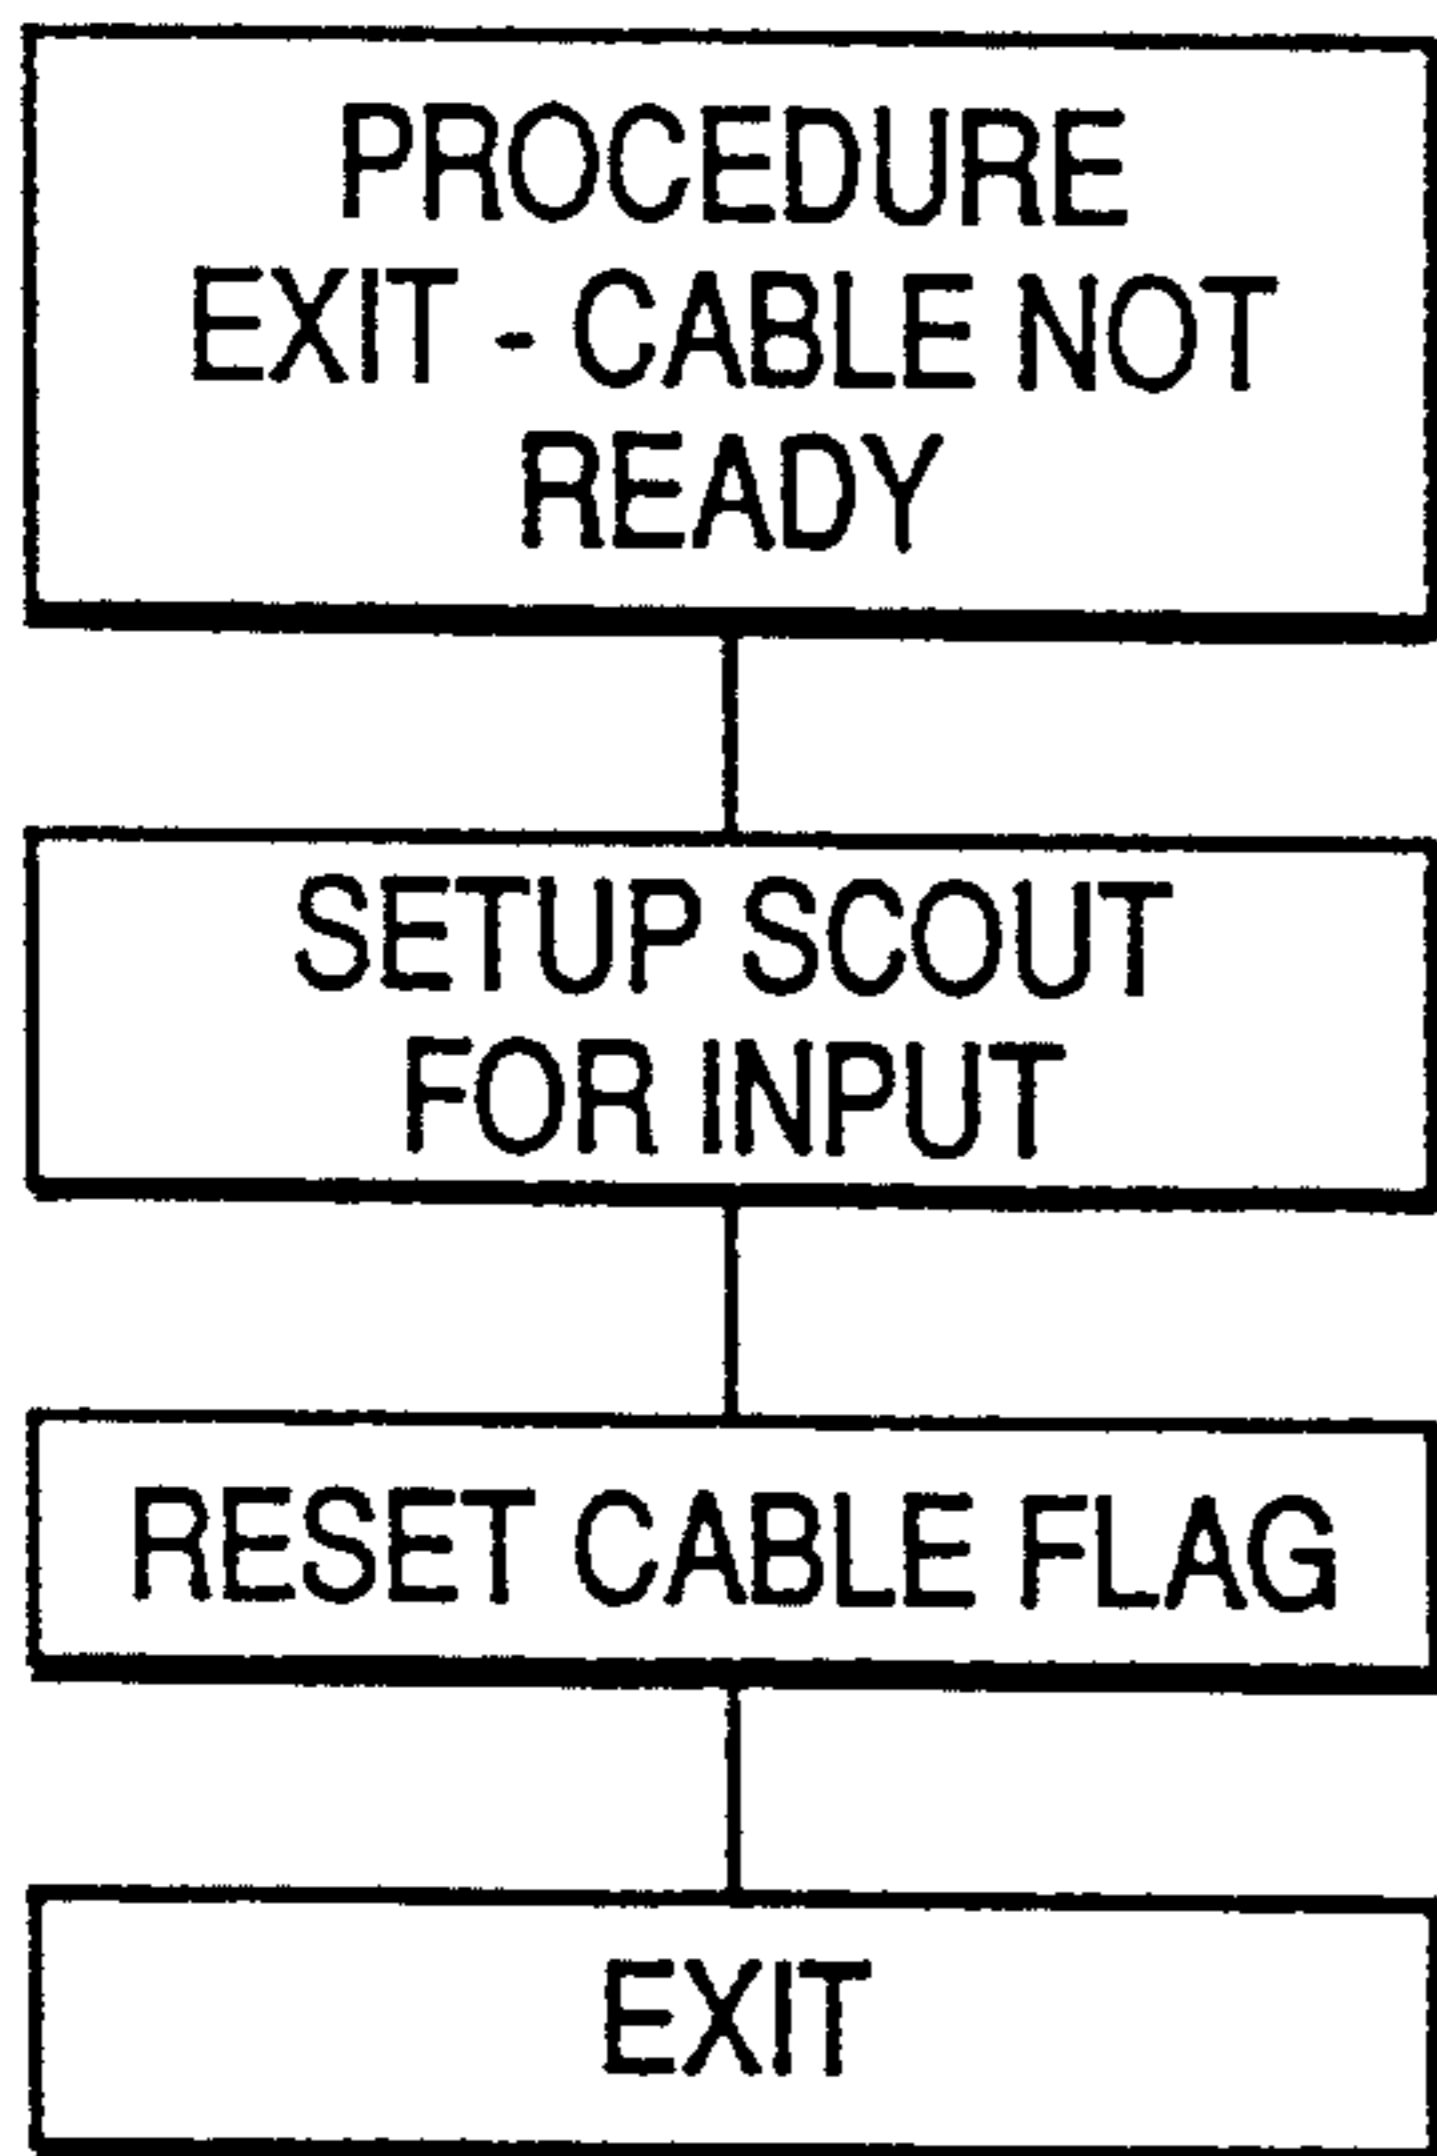 PROCEDURE
EXIT - CABLE NOT
READY
SETUP SCOUT
FOR INPUT
RESET CABLE FLAG
EXIT